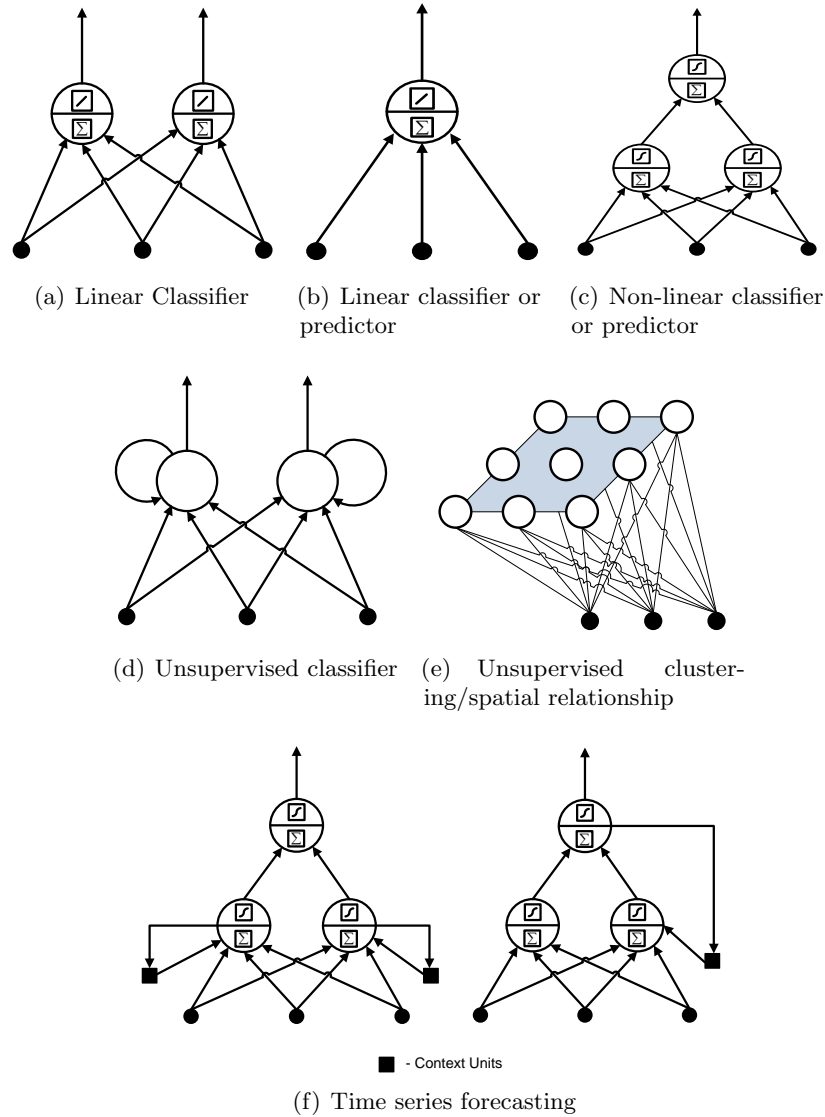 Σ Σ
Σ
Σ
Σ Σ
(a) Linear Classifier
(b) Linear classifier or
predictor
(c) Non-linear classifier
or predictor
(d) Unsupervised classifier
(e) Unsupervised cluster-
ing/spatial relationship
Σ Σ
Σ Σ Σ Σ
- Context Units
(f) Time series forecasting